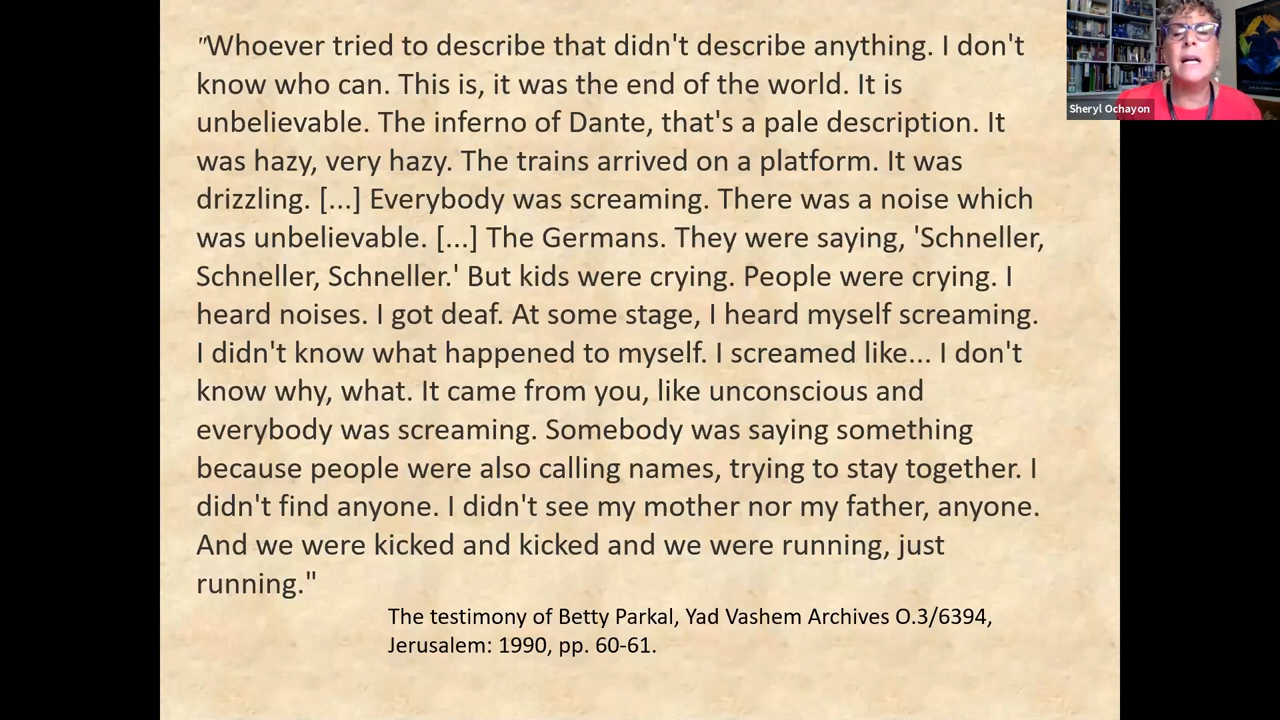 "Whoever tried to describe that didn't describe anything. I don't
know who can. This is, it was the end of the world. It is
unbelievable. The inferno of Dante, that's a pale description. It
was hazy, very hazy. The trains arrived on a platform. It was
drizzling. [...] Everybody was screaming. There was a noise which
was unbelievable. [...] The Germans. They were saying, 'Schneller,
Schneller, Schneller.' But kids were crying. People were crying. I
heard noises. I got deaf. At some stage, I heard myself screaming.
I didn't know what happened to myself. I screamed like... I don't
know why, what. It came from you, like unconscious and
everybody was screaming. Somebody was saying something
because people were also calling names, trying to stay together. I
didn't find anyone. I didn't see my mother nor my father, anyone.
And we were kicked and kicked and we were running, just
running."
The testimony of Betty Parkal, Yad Vashem Archives O.3/6394,
Jerusalem: 1990, pp. 60-61.
Sheryl Ochayon